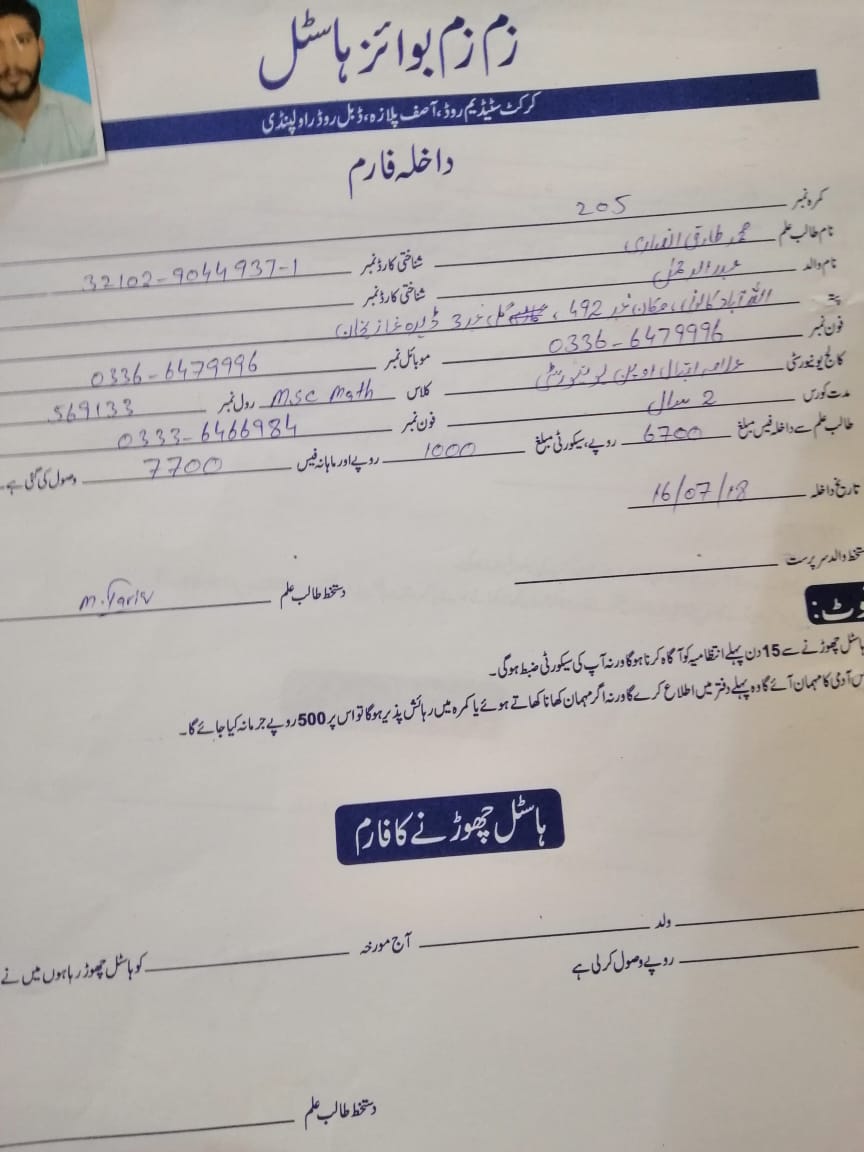 زم زم بوائز ہاسٹل
کرکٹ سٹیڈیم روڈ، آصف پلازہ، ڈبل روڈ راولپنڈی
داخلہ فارم
کمرہ نمبر 205
نام طالب علم محمد طارق انصاری شناختی کارڈ نمبر 32102-9044937-1
نام والد عبدالرحمٰن شناختی کارڈ نمبر
پتہ اللہ آباد کالونی، مکان نمبر 492، گلی نمبر 3 ڈیرہ غازیخان
فون نمبر 0336-6479996 موبائل نمبر 0336-6479996
کالج یونیورسٹی علامہ اقبال اوپن یونیورسٹی کلاس M.Sc Math رول نمبر 569133
مدت کورس 2 سال فون نمبر 0333-6466984
طالب علم سے داخلہ فیس مبلغ 6700 روپے، سیکورٹی مبلغ 1000 روپے اور ماہانہ فیس 7700 وصول کی گئی ہے۔
تاریخ داخلہ 16/07/18
دستخط والد سرپرست
دستخط طالب علم M.Tariq
نوٹ:
ہاسٹل چھوڑنے سے 15 دن پہلے انتظامیہ کو آگاہ کرنا ہوگا ورنہ آپ کی سیکورٹی ضبط ہوگی۔
س آدمی کا مہمان آئے گا وہ پہلے دفتر میں اطلاع کرے گا ورنہ اگر مہمان کھانا کھاتے ہوئے یا کمرہ میں رہائش پذیر ہوگا تو اس پر 500 روپے جرمانہ کیا جائے گا۔
ہاسٹل چھوڑنے کا فارم
ولد آج مورخہ کو ہاسٹل چھوڑ رہا ہوں میں نے
روپے وصول کرلی ہے
دستخط طالب علم